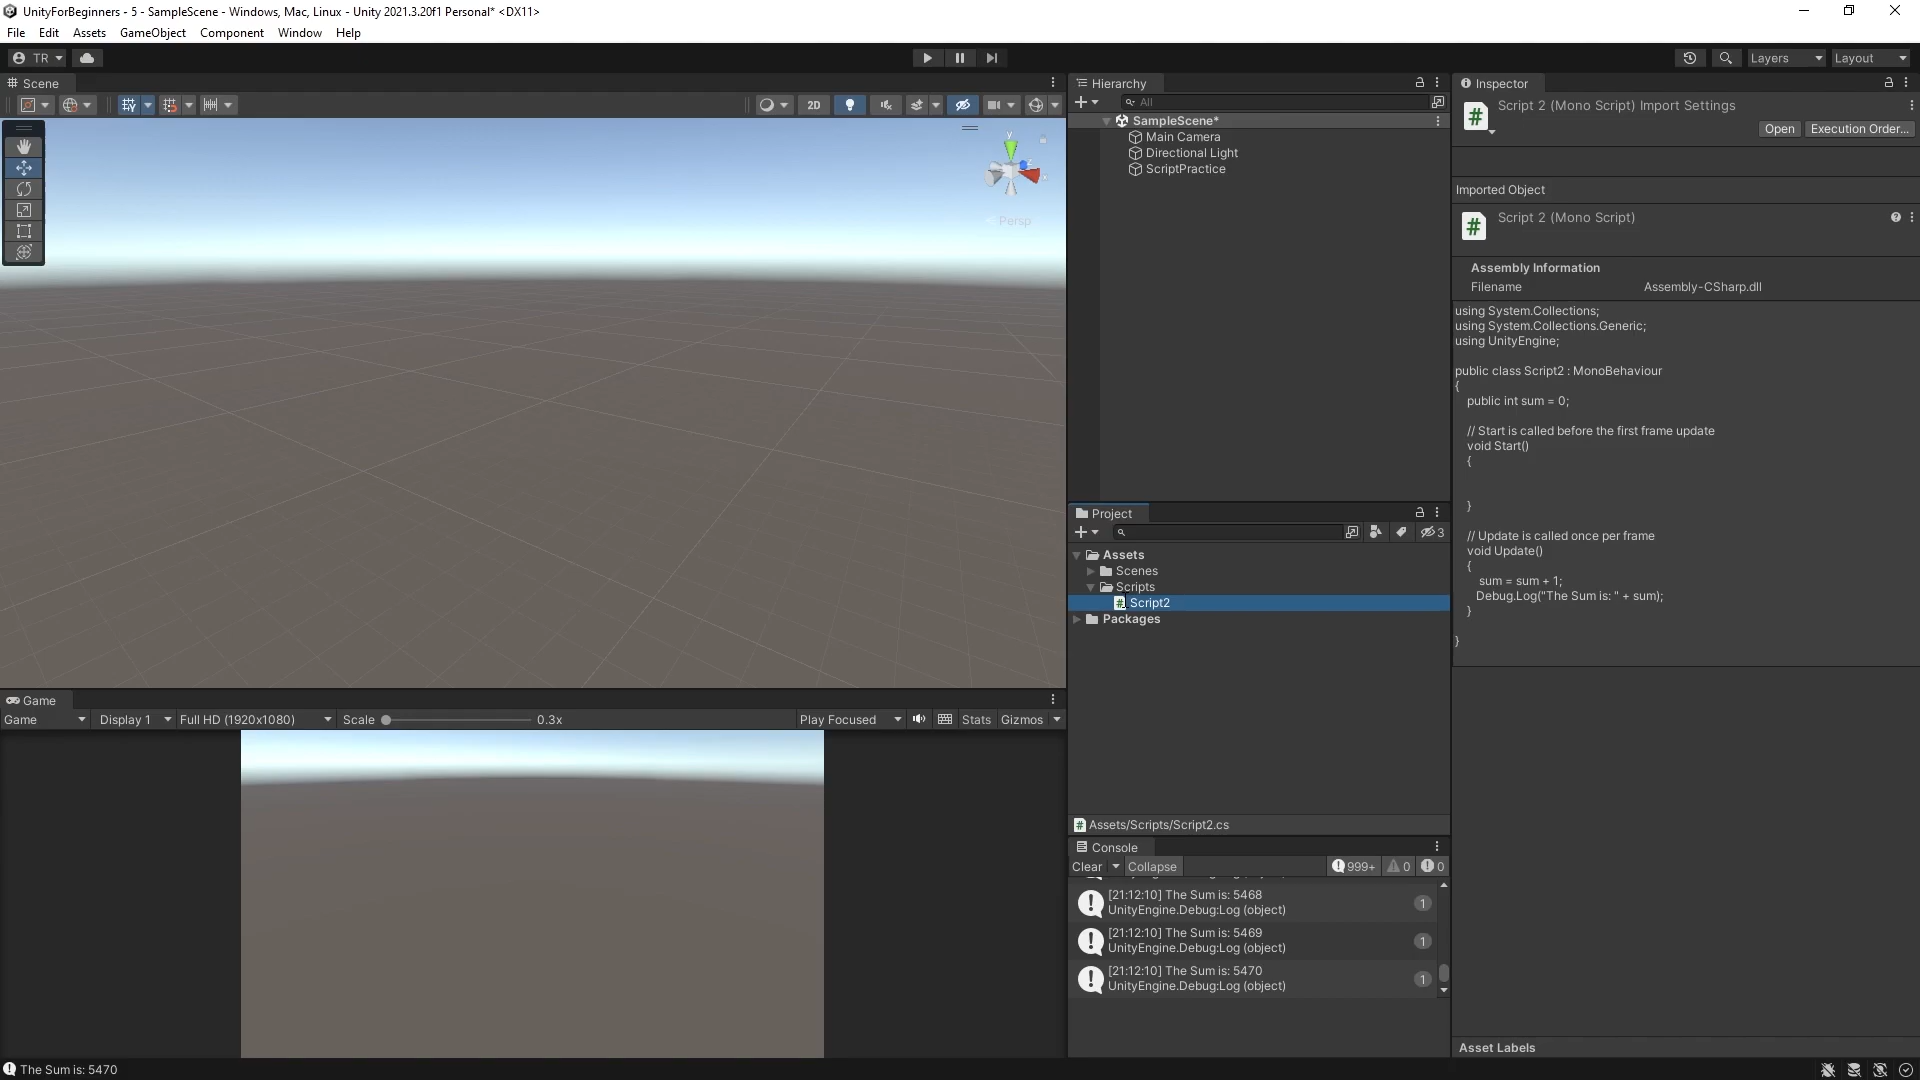 UnityForBeginners - 5 - SampleScene - Windows, Mac, Linux - Unity 2021.3.20f1 Personal* <DX11>
File Edit Assets GameObject Component Window Help
TR Layers Layout
Scene
2D
y
Persp
Hierarchy
All
SampleScene*
Main Camera
Directional Light
ScriptPractice
Project
3
Assets
Scenes
Scripts
# Script2
Packages
# Assets/Scripts/Script2.cs
Console
Clear Collapse 999+ 0 0
[21:12:10] The Sum is: 5468
UnityEngine.Debug:Log (object)
1
[21:12:10] The Sum is: 5469
UnityEngine.Debug:Log (object)
1
[21:12:10] The Sum is: 5470
UnityEngine.Debug:Log (object)
1
Inspector
# Script 2 (Mono Script) Import Settings
Open Execution Order...
Imported Object
# Script 2 (Mono Script)
Assembly Information
Filename Assembly-CSharp.dll
using System.Collections;
using System.Collections.Generic;
using UnityEngine;
public class Script2 : MonoBehaviour
{
public int sum = 0;
// Start is called before the first frame update
void Start()
{
}
// Update is called once per frame
void Update()
{
sum = sum + 1;
Debug.Log("The Sum is: " + sum);
}
}
Asset Labels
Game
Game Display 1 Full HD (1920x1080) Scale 0.3x Play Focused Stats Gizmos
The Sum is: 5470